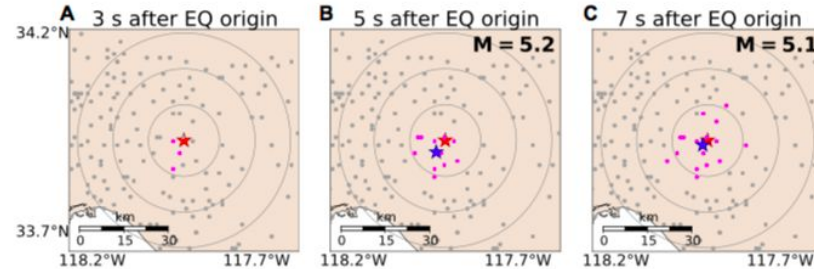 A 3 s after EQ origin
B 5 s after EQ origin
C 7 s after EQ origin
34.2°N
M = 5.2
M = 5.1
33.7°N
km
0 15 30
km
0 15 30
km
0 15 30
118.2°W 117.7°W
118.2°W 117.7°W
118.2°W 117.7°W